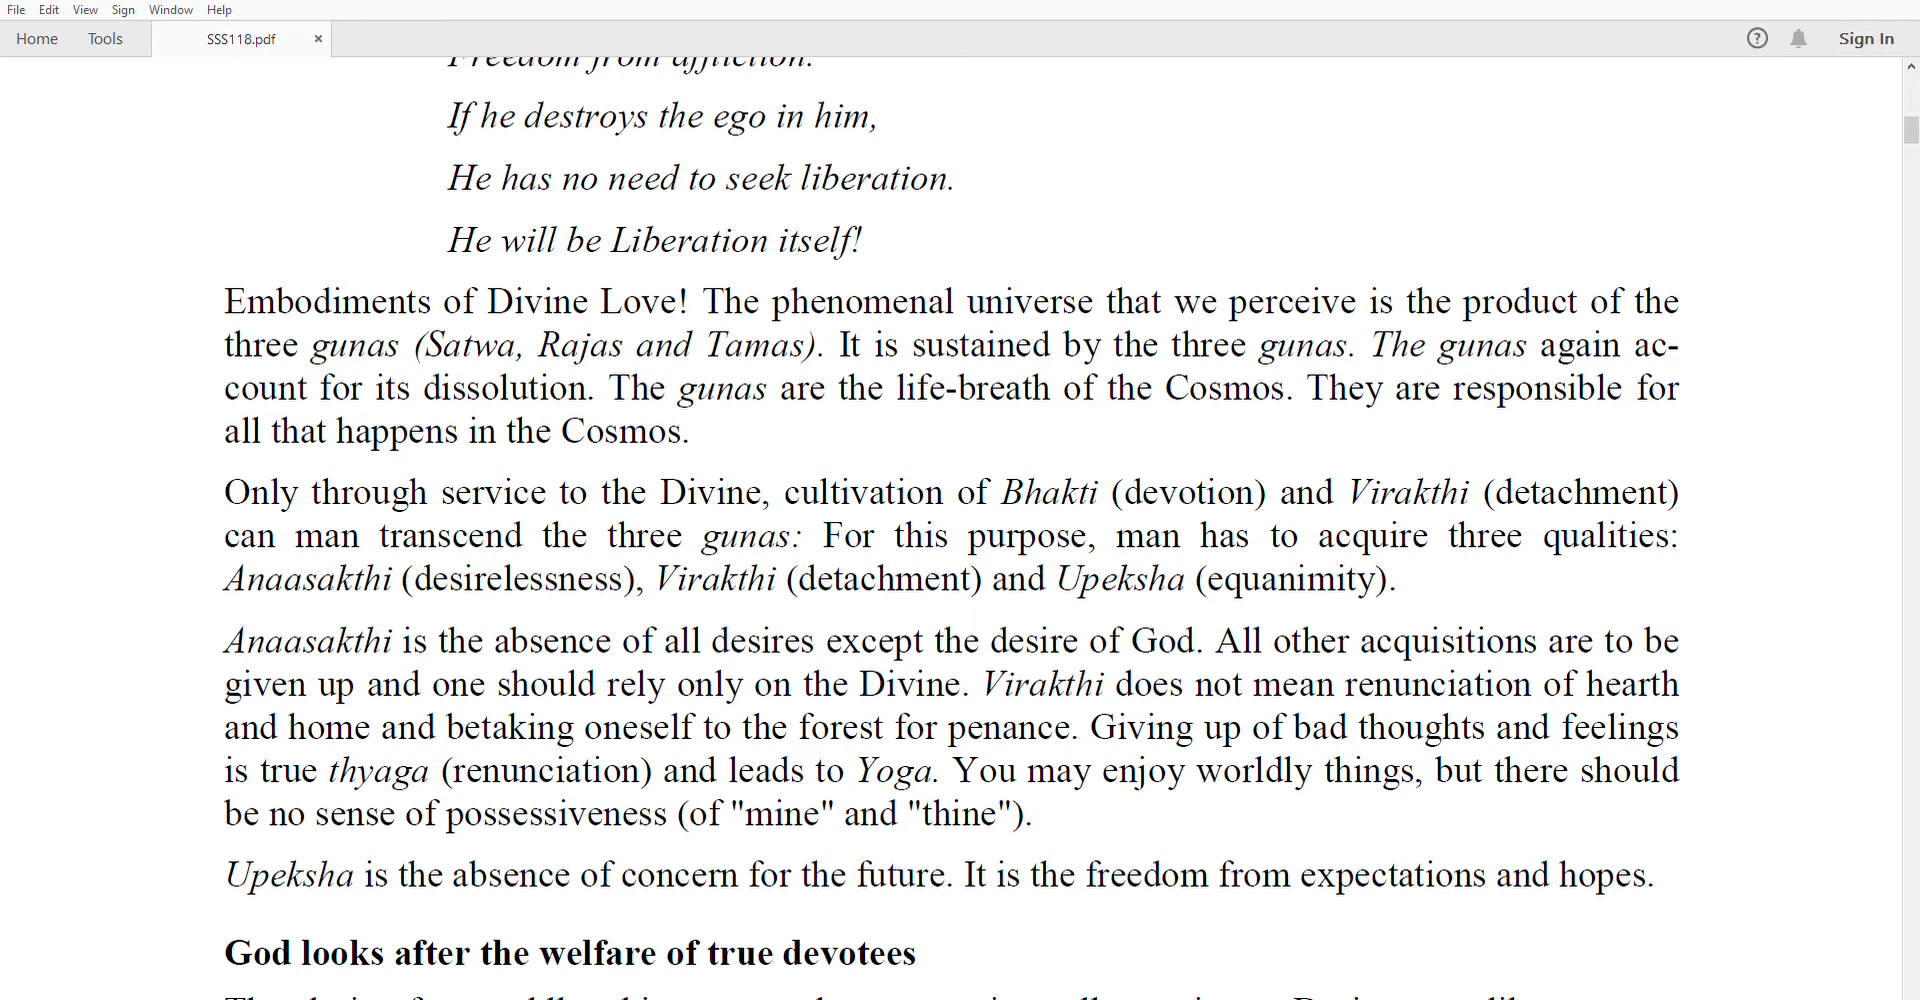 File Edit View Sign Window Help
Home Tools SSS118.pdf × ? Sign In
Freedom from affliction.
If he destroys the ego in him,
He has no need to seek liberation.
He will be Liberation itself!
Embodiments of Divine Love! The phenomenal universe that we perceive is the product of the
three gunas (Satwa, Rajas and Tamas). It is sustained by the three gunas. The gunas again ac-
count for its dissolution. The gunas are the life-breath of the Cosmos. They are responsible for
all that happens in the Cosmos.
Only through service to the Divine, cultivation of Bhakti (devotion) and Virakthi (detachment)
can man transcend the three gunas: For this purpose, man has to acquire three qualities:
Anaasakthi (desirelessness), Virakthi (detachment) and Upeksha (equanimity).
Anaasakthi is the absence of all desires except the desire of God. All other acquisitions are to be
given up and one should rely only on the Divine. Virakthi does not mean renunciation of hearth
and home and betaking oneself to the forest for penance. Giving up of bad thoughts and feelings
is true thyaga (renunciation) and leads to Yoga. You may enjoy worldly things, but there should
be no sense of possessiveness (of "mine" and "thine").
Upeksha is the absence of concern for the future. It is the freedom from expectations and hopes.
God looks after the welfare of true devotees